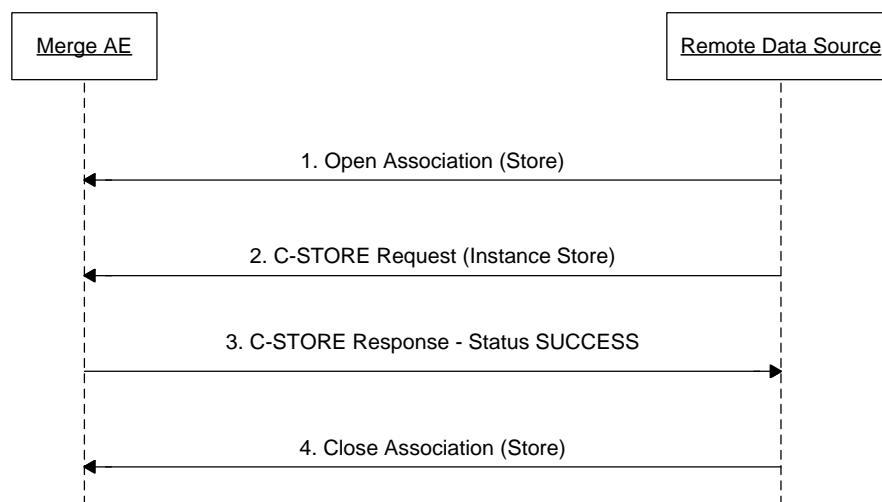 Merge AE
Remote Data Source
1. Open Association (Store)
2. C-STORE Request (Instance Store)
3. C-STORE Response - Status SUCCESS
4. Close Association (Store)